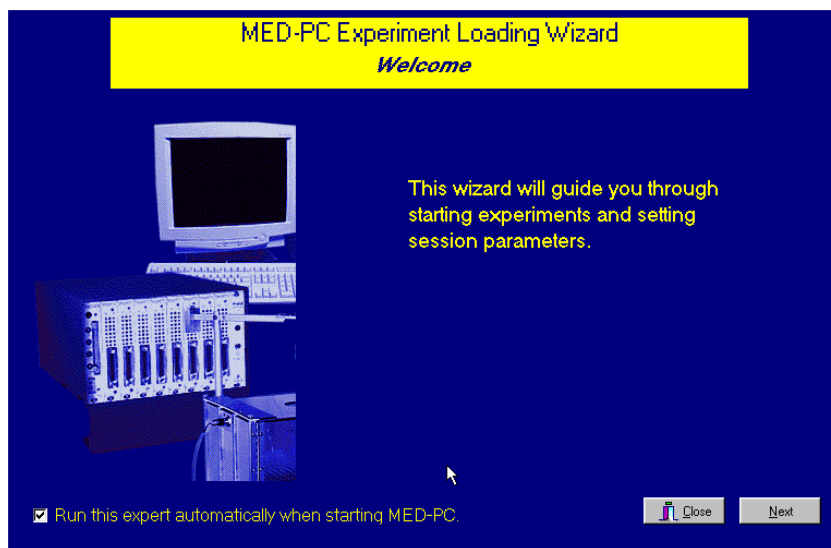 MED-PC Experiment Loading Wizard
Welcome
This wizard will guide you through
starting experiments and setting
session parameters.
Run this expert automatically when starting MED-PC.
Close
Next